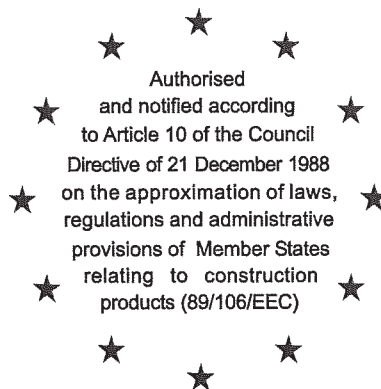 Authorised
and notified according
to Article 10 of the Council
Directive of 21 December 1988
on the approximation of laws,
regulations and administrative
provisions of Member States
relating to construction
products (89/106/EEC)